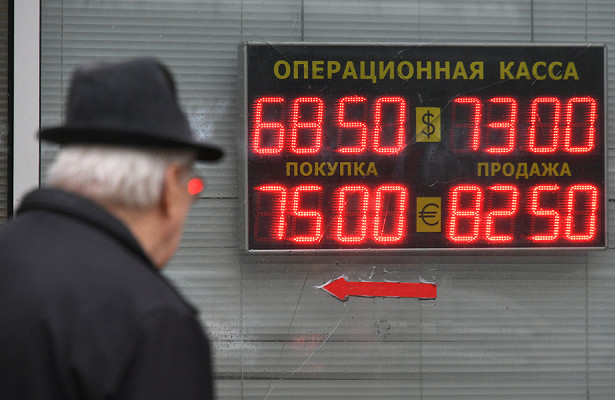 ОПЕРАЦИОННАЯ КАССА
6850 $ 7300
ПОКУПКА ПРОДАЖА
7500 € 8250